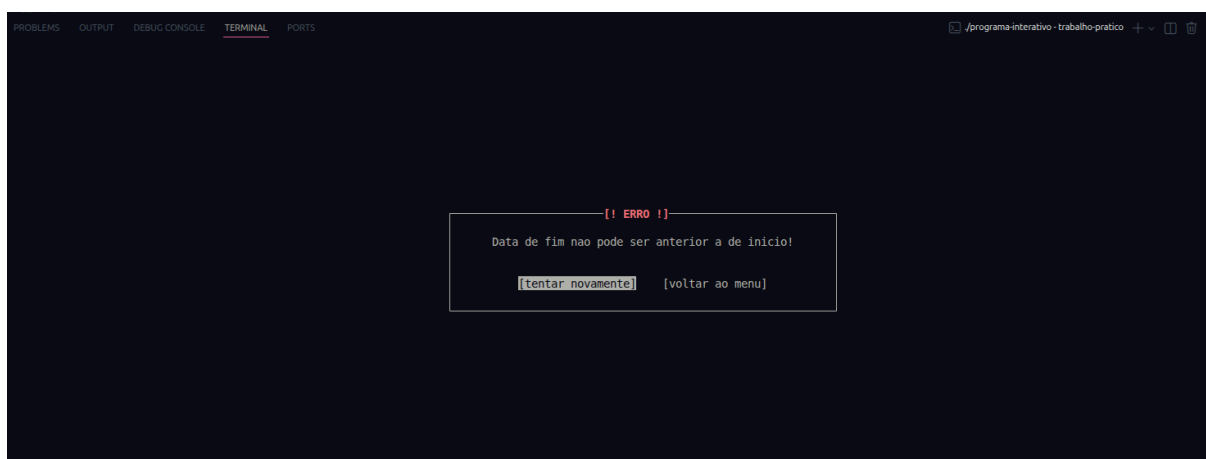 PROBLEMS OUTPUT DEBUG CONSOLE TERMINAL PORTS ./programa-interativo - trabalho-pratico
[! ERRO !]
Data de fim nao pode ser anterior a de inicio!
[tentar novamente] [voltar ao menu]